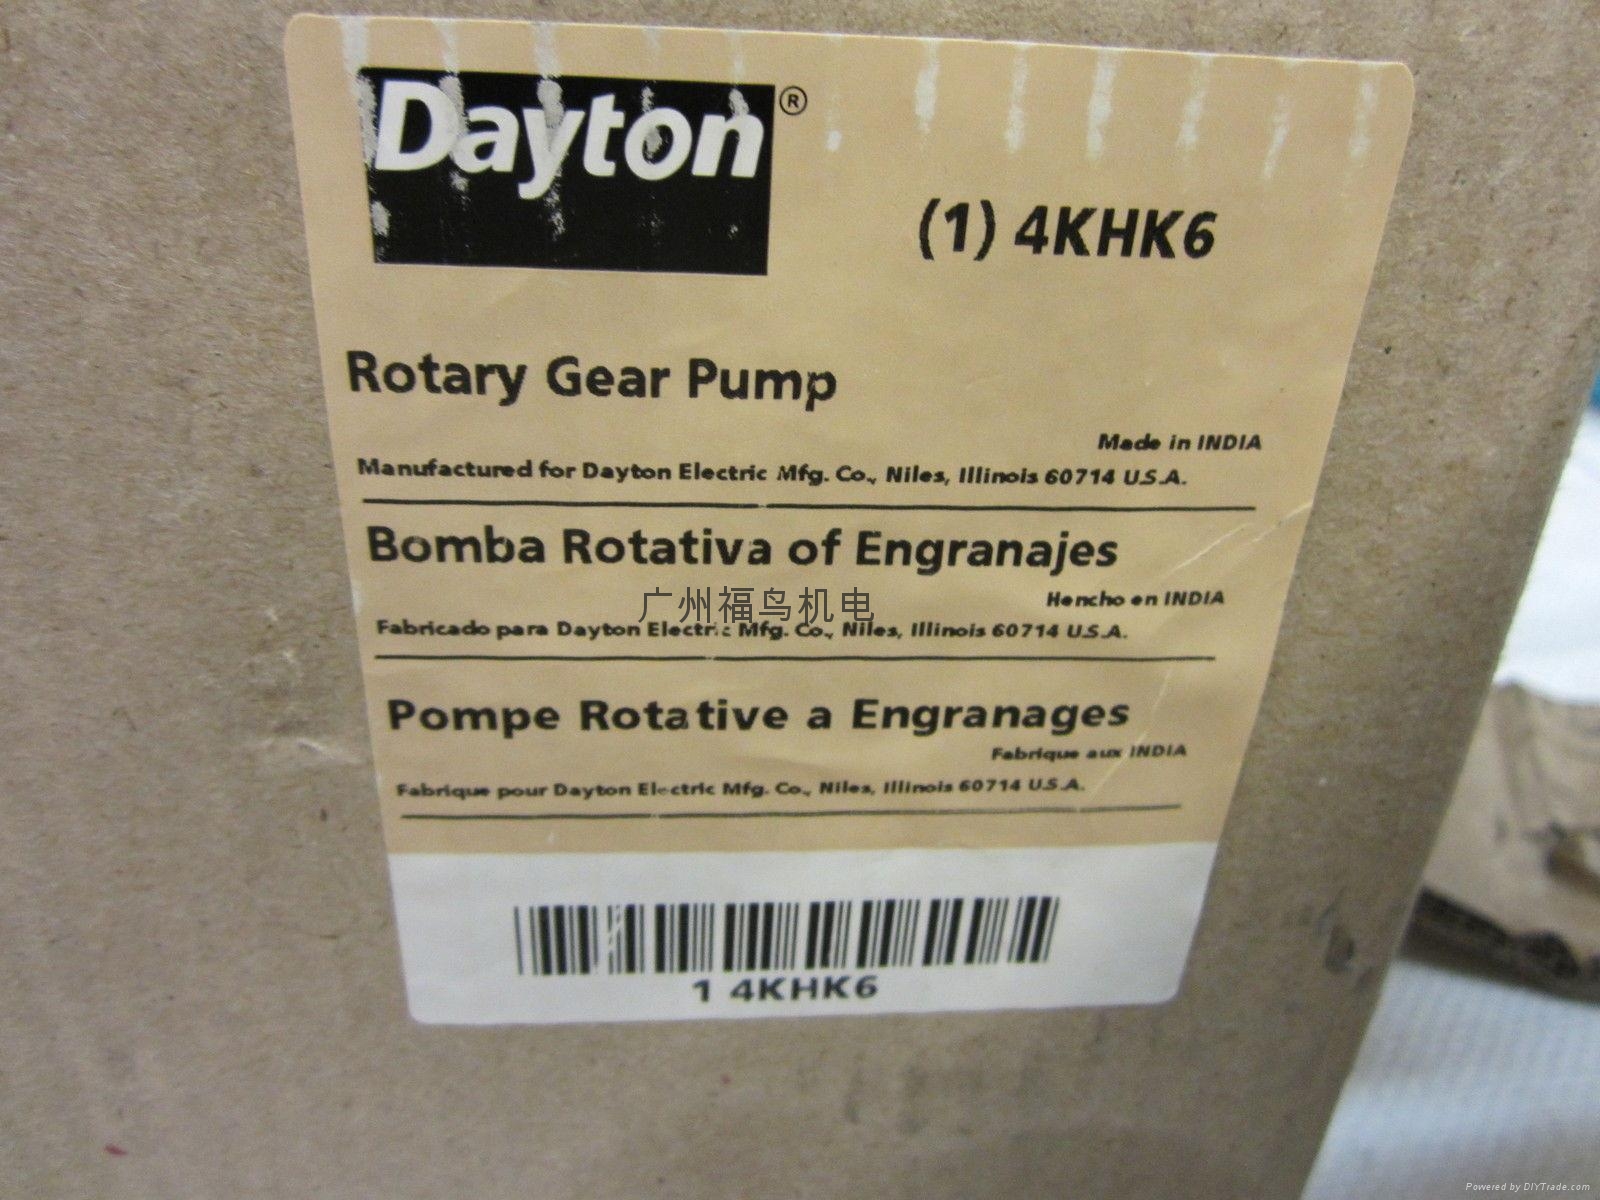 Dayton®
(1) 4KHK6
Rotary Gear Pump
Made in INDIA
Manufactured for Dayton Electric Mfg. Co., Niles, Illinois 60714 U.S.A.
Bomba Rotativa of Engranajes
广州福鸟机电
Hencho en INDIA
Fabricado para Dayton Electric Mfg. Co., Niles, Illinois 60714 U.S.A.
Pompe Rotative a Engranages
Fabrique aux INDIA
Fabrique pour Dayton Electric Mfg. Co., Niles, Illinois 60714 U.S.A.
1 4KHK6
Powered by DIYTrade.com